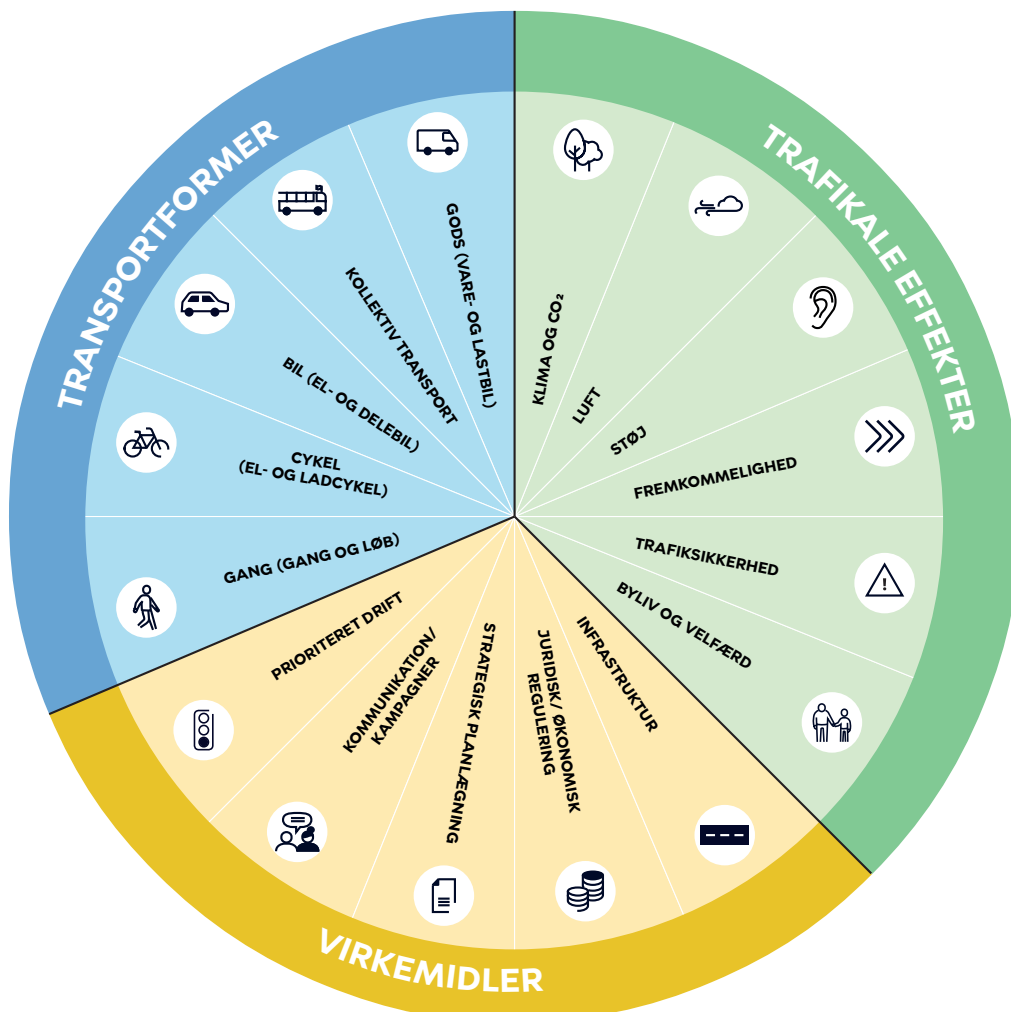 TRANSPORTFORMER
GODS (VARE- OG LASTBIL)
KOLLEKTIV TRANSPORT
BIL (EL- OG DELEBIL)
CYKEL
(EL- OG LADCYKEL)
GANG (GANG OG LØB)
TRAFIKALE EFFEKTER
KLIMA OG CO₂
LUFT
STØJ
FREMKOMMELIGHED
TRAFIKSIKKERHED
BYLIV OG VELFÆRD
VIRKEMIDLER
INFRASTRUKTUR
JURIDISK/ ØKONOMISK
REGULERING
STRATEGISK PLANLÆGNING
KOMMUNIKATION/
KAMPAGNER
PRIORITERET DRIFT